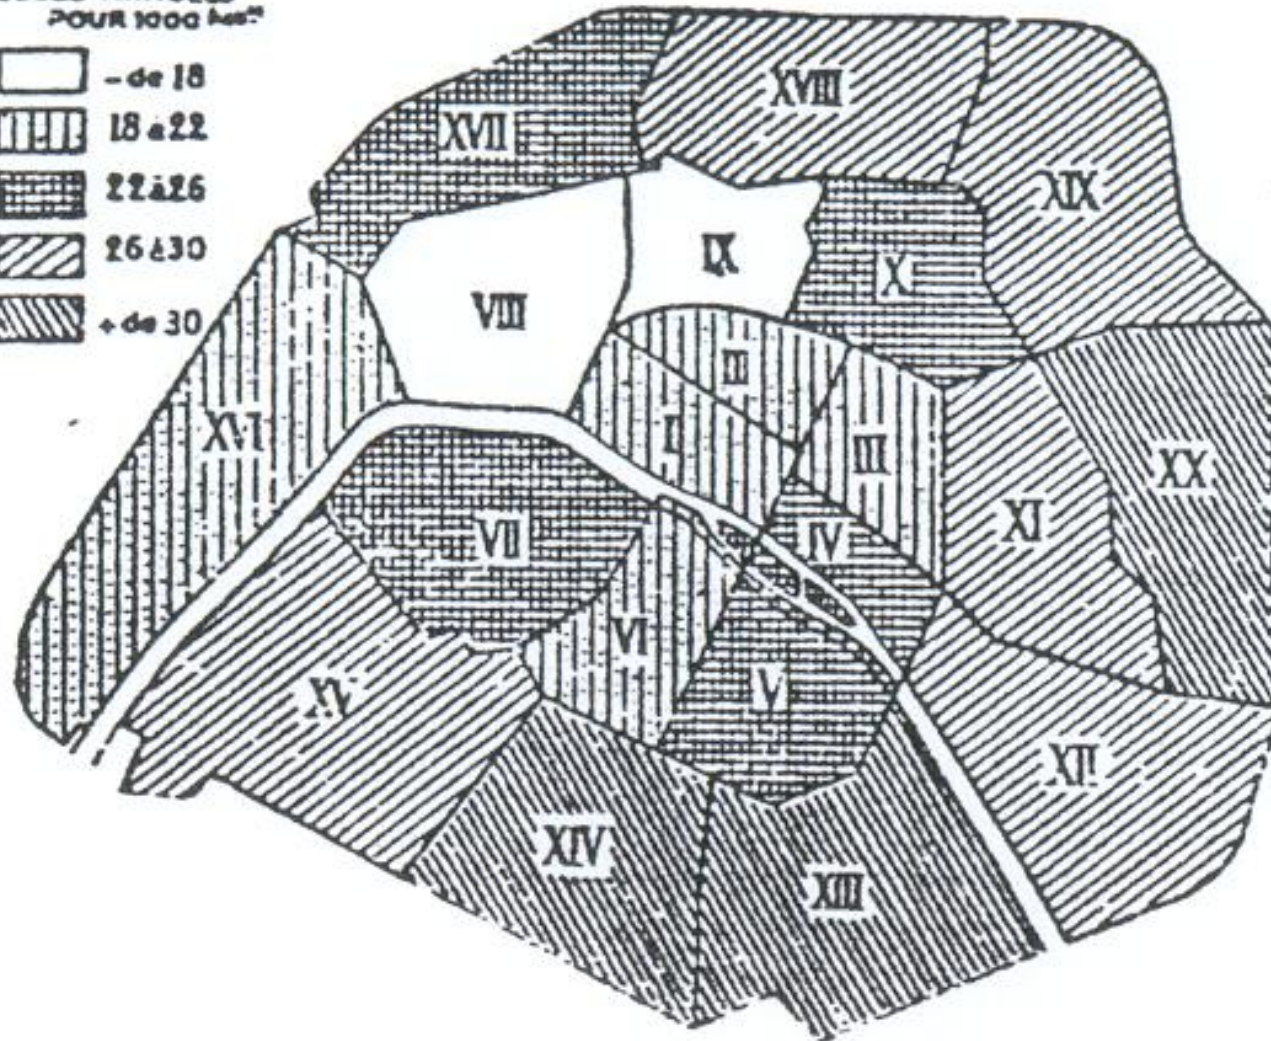 POUR 1000
- de 18
18 à 22
22 à 26
26 à 30
+ de 30
XVIII
XVII
XIX
IX
X
VIII
II
I
III
XVI
XX
XI
VII
IV
VI
V
XV
XII
XIV
XIII